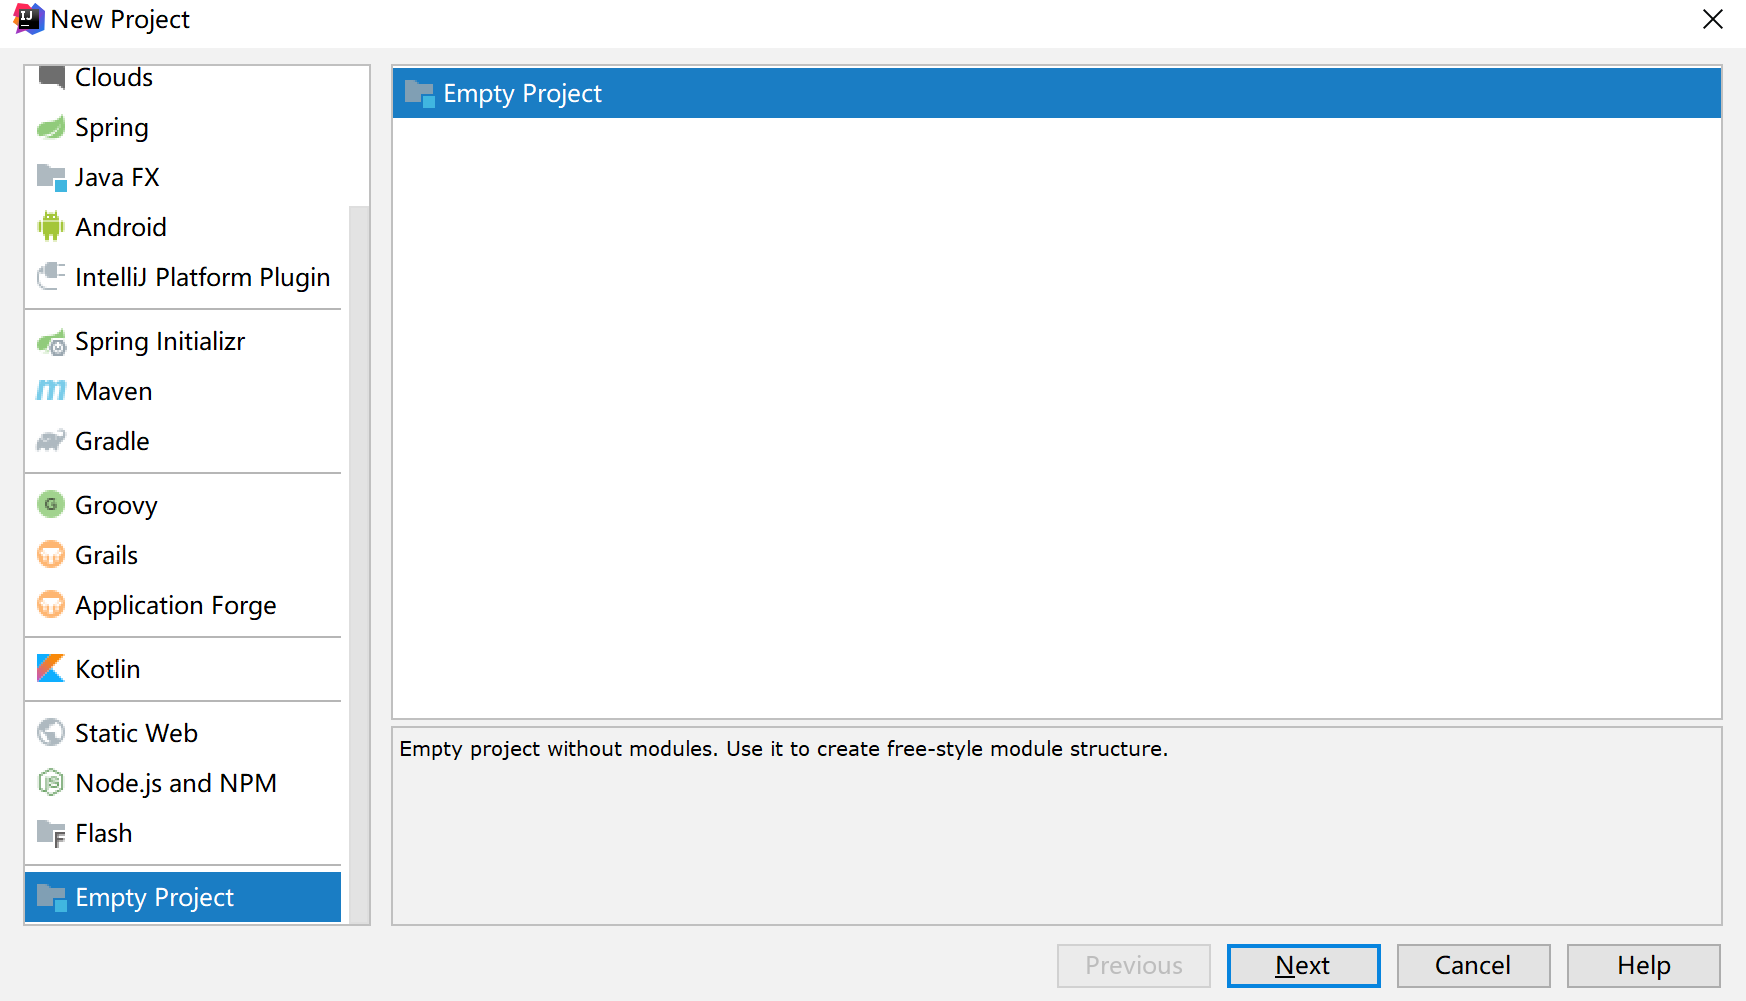 New Project
Clouds
Spring
Java FX
Android
IntelliJ Platform Plugin
Spring Initializr
Maven
Gradle
Groovy
Grails
Application Forge
Kotlin
Static Web
Node.js and NPM
Flash
Empty Project
Empty Project
Empty project without modules. Use it to create free-style module structure.
Previous
Next
Cancel
Help